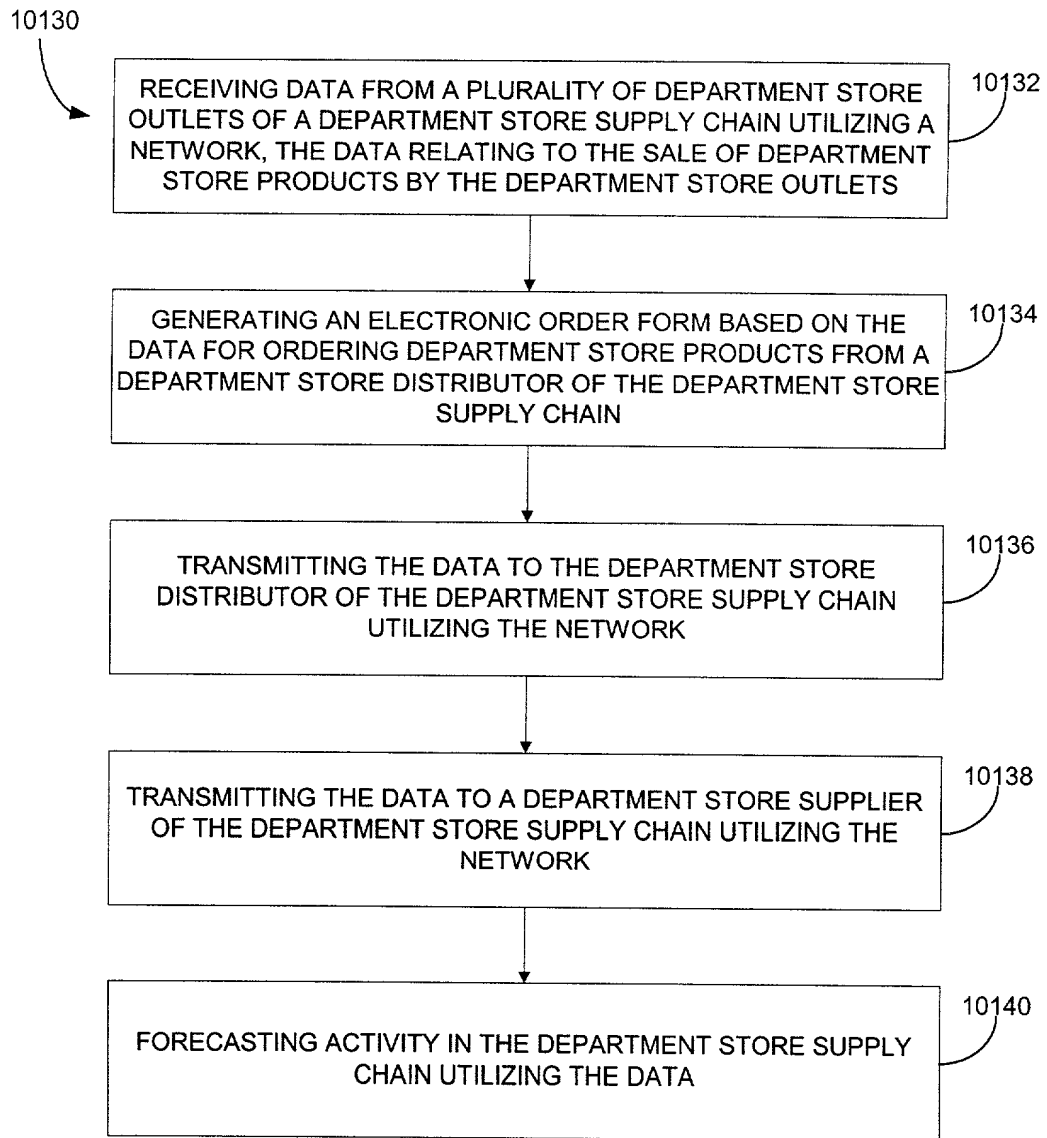 10130
RECEIVING DATA FROM A PLURALITY OF DEPARTMENT STORE
OUTLETS OF A DEPARTMENT STORE SUPPLY CHAIN UTILIZING A
NETWORK, THE DATA RELATING TO THE SALE OF DEPARTMENT
STORE PRODUCTS BY THE DEPARTMENT STORE OUTLETS
10132
GENERATING AN ELECTRONIC ORDER FORM BASED ON THE
DATA FOR ORDERING DEPARTMENT STORE PRODUCTS FROM A
DEPARTMENT STORE DISTRIBUTOR OF THE DEPARTMENT STORE
SUPPLY CHAIN
10134
TRANSMITTING THE DATA TO THE DEPARTMENT STORE
DISTRIBUTOR OF THE DEPARTMENT STORE SUPPLY CHAIN
UTILIZING THE NETWORK
10136
TRANSMITTING THE DATA TO A DEPARTMENT STORE SUPPLIER
OF THE DEPARTMENT STORE SUPPLY CHAIN UTILIZING THE
NETWORK
10138
FORECASTING ACTIVITY IN THE DEPARTMENT STORE SUPPLY
CHAIN UTILIZING THE DATA
10140